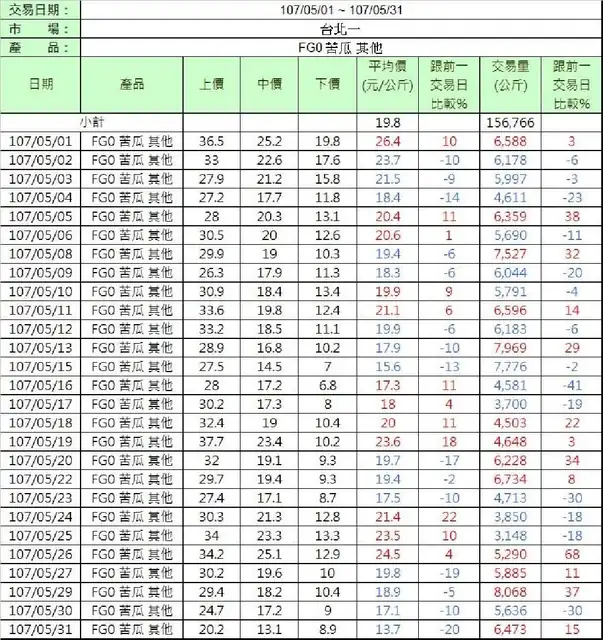 交易日期： 107/05/01 ~ 107/05/31
市 場： 台北一
產 品： FG0 苦瓜 其他
日期 產品 上價 中價 下價 平均價(元/公斤) 跟前一交易日比較% 交易量(公斤) 跟前一交易日比較%
小計 19.8 156,766
107/05/01 FG0 苦瓜 其他 36.5 25.2 19.8 26.4 10 6,588 3
107/05/02 FG0 苦瓜 其他 33 22.6 17.6 23.7 -10 6,178 -6
107/05/03 FG0 苦瓜 其他 27.9 21.2 15.8 21.5 -9 5,997 -3
107/05/04 FG0 苦瓜 其他 27.2 17.7 11.8 18.4 -14 4,611 -23
107/05/05 FG0 苦瓜 其他 28 20.3 13.1 20.4 11 6,359 38
107/05/06 FG0 苦瓜 其他 30.5 20 12.6 20.6 1 5,690 -11
107/05/08 FG0 苦瓜 其他 29.9 19 10.3 19.4 -6 7,527 32
107/05/09 FG0 苦瓜 其他 26.3 17.9 11.3 18.3 -6 6,044 -20
107/05/10 FG0 苦瓜 其他 30.9 18.4 13.4 19.9 9 5,791 -4
107/05/11 FG0 苦瓜 其他 33.6 19.8 12.4 21.1 6 6,596 14
107/05/12 FG0 苦瓜 其他 33.2 18.5 11.1 19.9 -6 6,183 -6
107/05/13 FG0 苦瓜 其他 28.9 16.8 10.2 17.9 -10 7,969 29
107/05/15 FG0 苦瓜 其他 27.5 14.5 7 15.6 -13 7,776 -2
107/05/16 FG0 苦瓜 其他 28 17.2 6.8 17.3 11 4,581 -41
107/05/17 FG0 苦瓜 其他 30.2 17.3 8 18 4 3,700 -19
107/05/18 FG0 苦瓜 其他 32.4 19 10.4 20 11 4,503 22
107/05/19 FG0 苦瓜 其他 37.7 23.4 10.2 23.6 18 4,648 3
107/05/20 FG0 苦瓜 其他 32 19.1 9.3 19.7 -17 6,228 34
107/05/22 FG0 苦瓜 其他 29.7 19.4 9.3 19.4 -2 6,734 8
107/05/23 FG0 苦瓜 其他 27.4 17.1 8.7 17.5 -10 4,713 -30
107/05/24 FG0 苦瓜 其他 30.3 21.3 12.8 21.4 22 3,850 -18
107/05/25 FG0 苦瓜 其他 34 23.3 13.3 23.5 10 3,148 -18
107/05/26 FG0 苦瓜 其他 34.2 25.1 12.9 24.5 4 5,290 68
107/05/27 FG0 苦瓜 其他 30.2 19.6 10 19.8 -19 5,885 11
107/05/29 FG0 苦瓜 其他 29.4 18.2 10.4 18.9 -5 8,068 37
107/05/30 FG0 苦瓜 其他 24.7 17.2 9 17.1 -10 5,636 -30
107/05/31 FG0 苦瓜 其他 20.2 13.1 8.9 13.7 -20 6,473 15